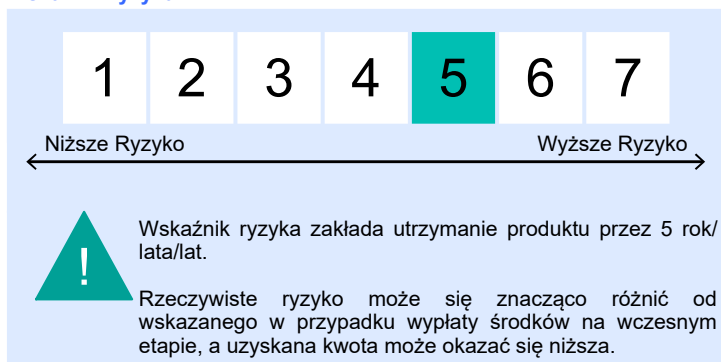 1 2 3 4 5 6 7
Niższe Ryzyko Wyższe Ryzyko
!
Wskaźnik ryzyka zakłada utrzymanie produktu przez 5 rok/
lata/lat.
Rzeczywiste ryzyko może się znacząco różnić od
wskazanego w przypadku wypłaty środków na wczesnym
etapie, a uzyskana kwota może okazać się niższa.